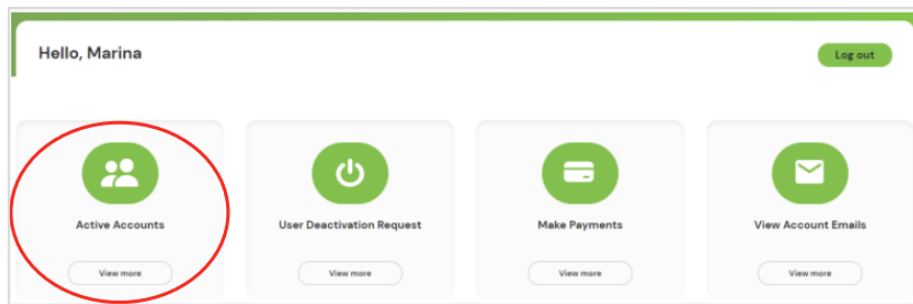 Hello, Marina
Log out
Active Accounts
User Deactivation Request
Make Payments
View Account Emails
View more
View more
View more
View more